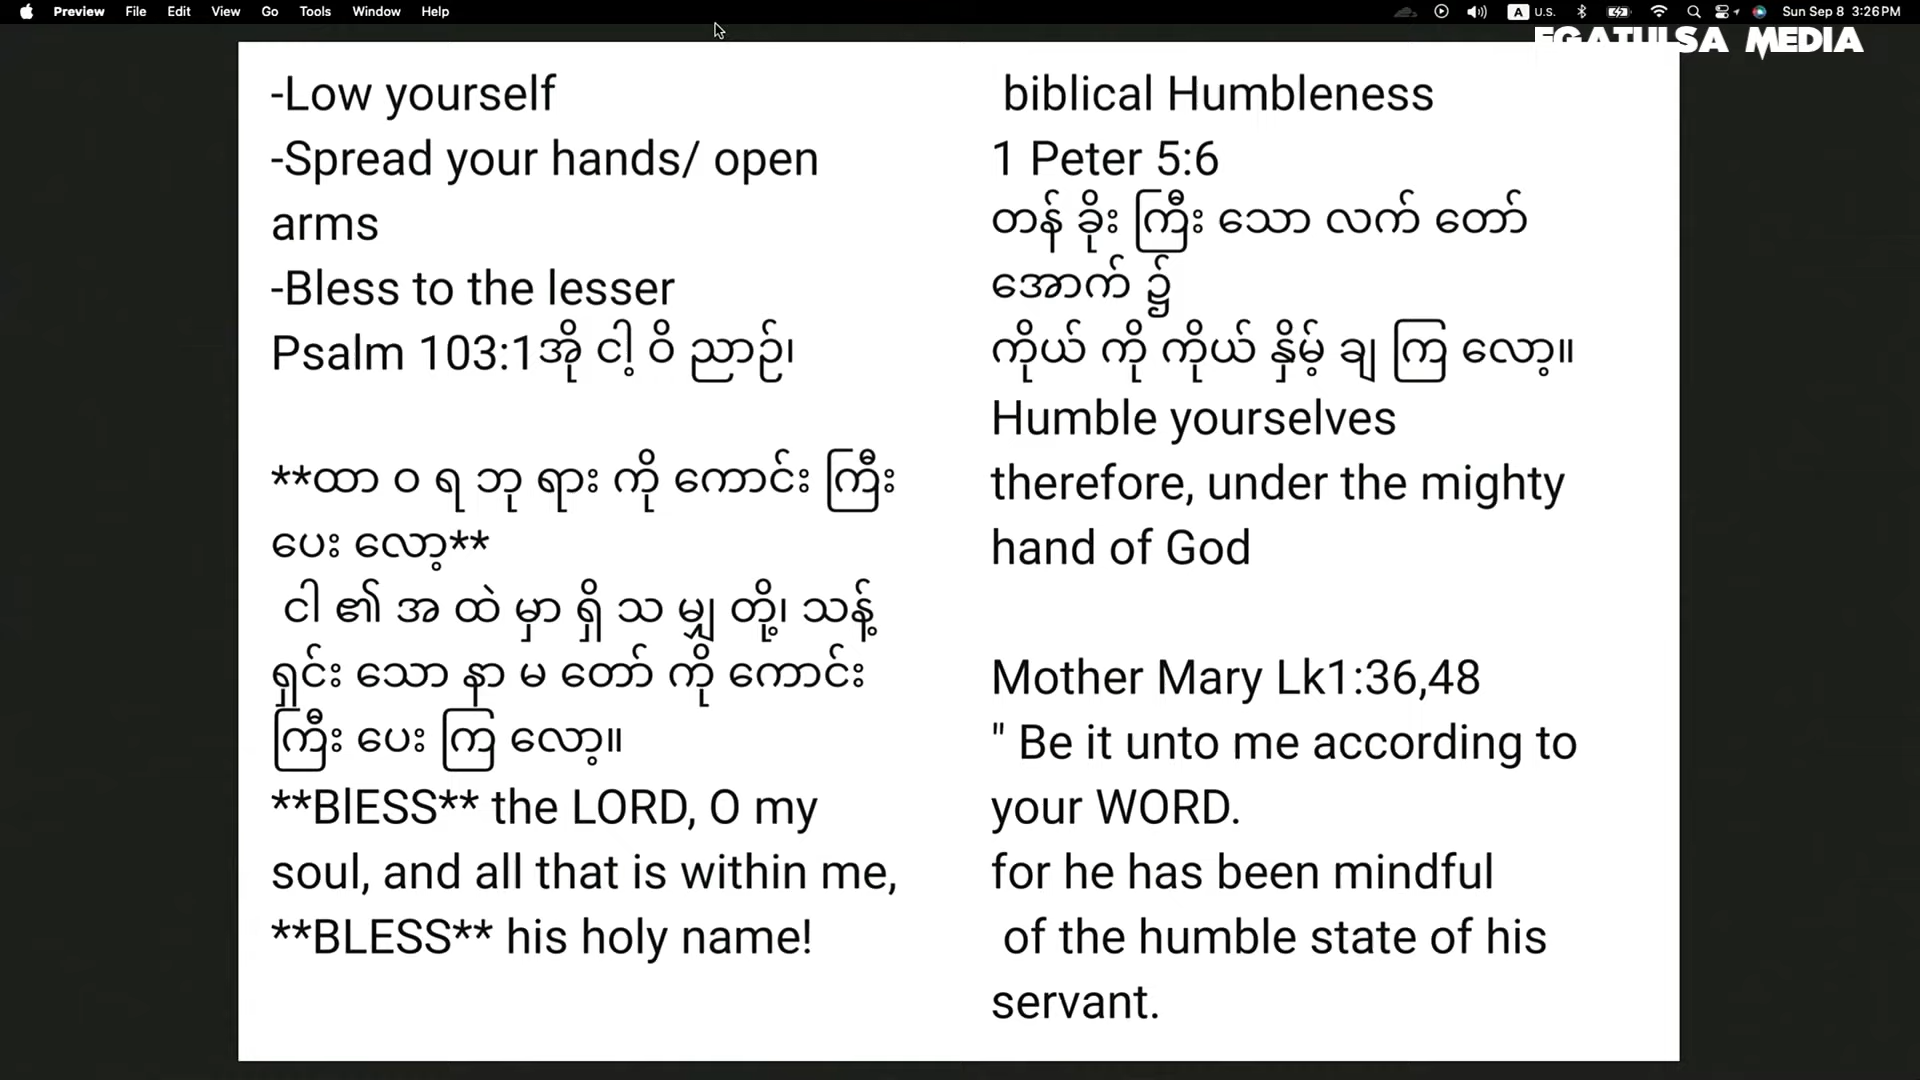 Preview File Edit View Go Tools Window Help
A U.S. Sun Sep 8 3:26 PM
EGATULSA MEDIA
-Low yourself
-Spread your hands/ open
arms
-Bless to the lesser
Psalm 103:1အို ငါ့ ဝိ ညာဉ်၊
**ထာ ဝ ရ ဘု ရား ကို ကောင်း ကြီး
ပေး လော့**
ငါ ၏ အ ထဲ မှာ ရှိ သ မျှ တို့၊ သန့်
ရှင်း သော နာ မ တော် ကို ကောင်း
ကြီး ပေး ကြ လော့။
**BlESS** the LORD, O my
soul, and all that is within me,
**BLESS** his holy name!
biblical Humbleness
1 Peter 5:6
တန် ခိုး ကြီး သော လက် တော်
အောက် ၌
ကိုယ် ကို ကိုယ် နှိမ့် ချ ကြ လော့။
Humble yourselves
therefore, under the mighty
hand of God
Mother Mary Lk1:36,48
" Be it unto me according to
your WORD.
for he has been mindful
of the humble state of his
servant.